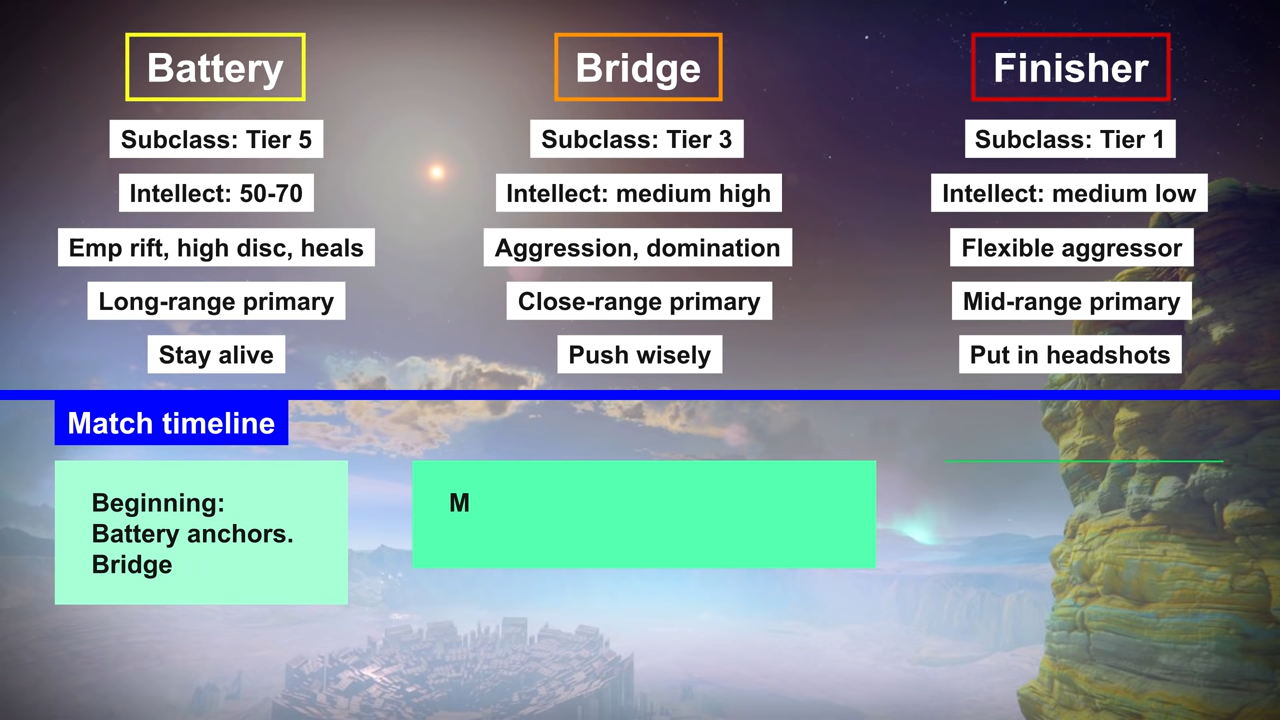 Battery
Bridge
Finisher
Subclass: Tier 5
Subclass: Tier 3
Subclass: Tier 1
Intellect: 50-70
Intellect: medium high
Intellect: medium low
Emp rift, high disc, heals
Aggression, domination
Flexible aggressor
Long-range primary
Close-range primary
Mid-range primary
Stay alive
Push wisely
Put in headshots
Match timeline
Beginning:
Battery anchors.
Bridge
M